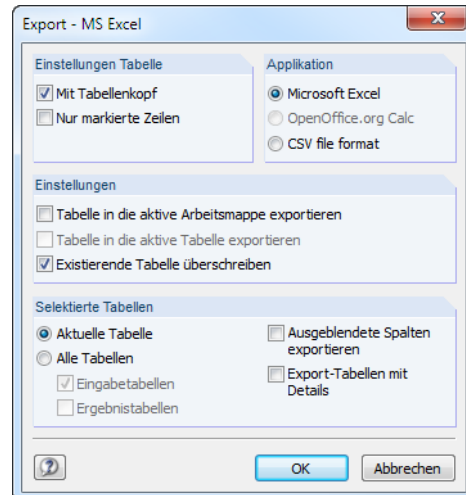 Export - MS Excel
Einstellungen Tabelle
Mit Tabellenkopf
Nur markierte Zeilen
Applikation
Microsoft Excel
OpenOffice.org Calc
CSV file format
Einstellungen
Tabelle in die aktive Arbeitsmappe exportieren
Tabelle in die aktive Tabelle exportieren
Existierende Tabelle überschreiben
Selektierte Tabellen
Aktuelle Tabelle
Alle Tabellen
Eingabetabellen
Ergebnistabellen
Ausgeblendete Spalten
exportieren
Export-Tabellen mit
Details
OK
Abbrechen